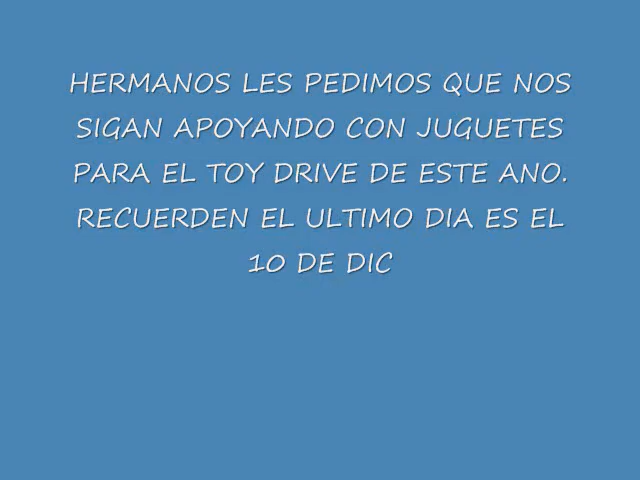 HERMANOS LES PEDIMOS QUE NOS
SIGAN APOYANDO CON JUGUETES
PARA EL TOY DRIVE DE ESTE ANO.
RECUERDEN EL ULTIMO DIA ES EL
10 DE DIC